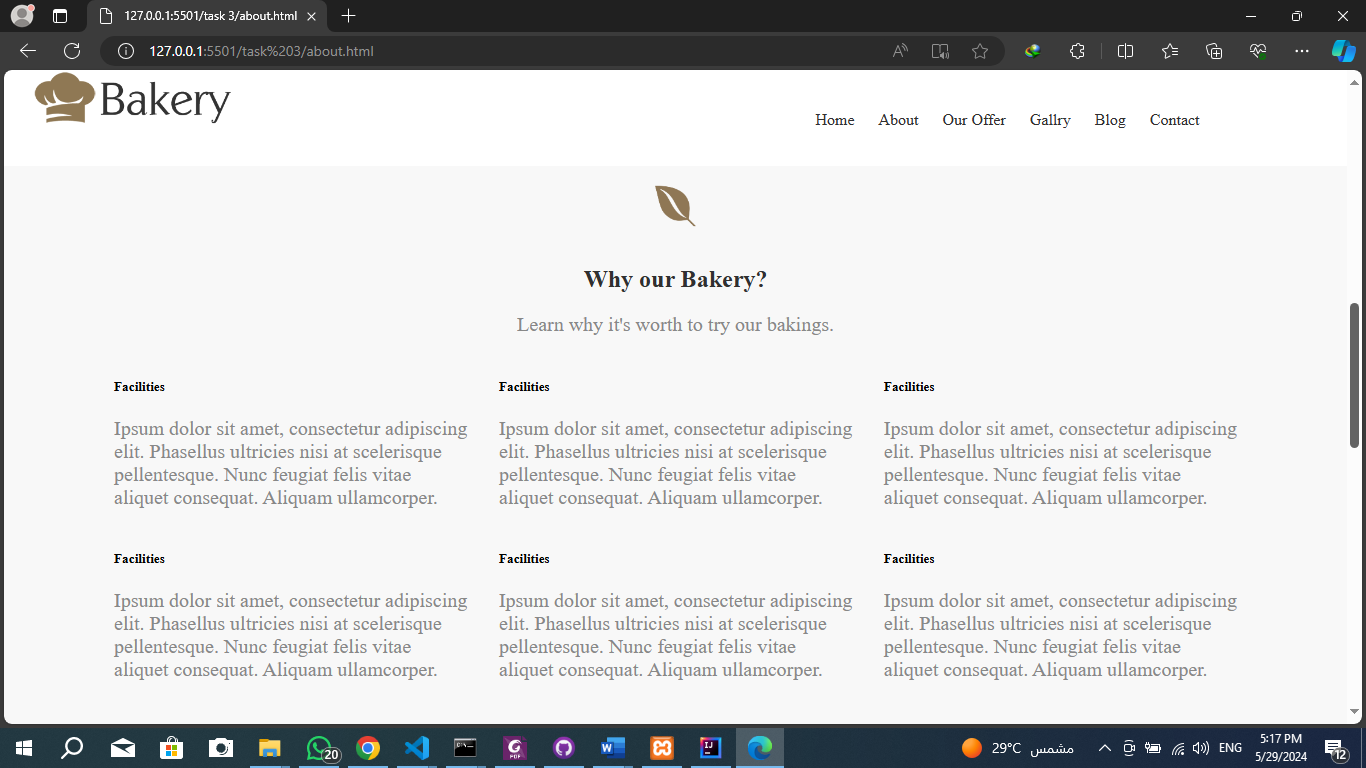 127.0.0.1:5501/task 3/about.html
127.0.0.1:5501/task%203/about.html
Bakery
Home About Our Offer Gallry Blog Contact
Why our Bakery?
Learn why it's worth to try our bakings.
Facilities
Ipsum dolor sit amet, consectetur adipiscing
elit. Phasellus ultricies nisi at scelerisque
pellentesque. Nunc feugiat felis vitae
aliquet consequat. Aliquam ullamcorper.
Facilities
Ipsum dolor sit amet, consectetur adipiscing
elit. Phasellus ultricies nisi at scelerisque
pellentesque. Nunc feugiat felis vitae
aliquet consequat. Aliquam ullamcorper.
Facilities
Ipsum dolor sit amet, consectetur adipiscing
elit. Phasellus ultricies nisi at scelerisque
pellentesque. Nunc feugiat felis vitae
aliquet consequat. Aliquam ullamcorper.
Facilities
Ipsum dolor sit amet, consectetur adipiscing
elit. Phasellus ultricies nisi at scelerisque
pellentesque. Nunc feugiat felis vitae
aliquet consequat. Aliquam ullamcorper.
Facilities
Ipsum dolor sit amet, consectetur adipiscing
elit. Phasellus ultricies nisi at scelerisque
pellentesque. Nunc feugiat felis vitae
aliquet consequat. Aliquam ullamcorper.
Facilities
Ipsum dolor sit amet, consectetur adipiscing
elit. Phasellus ultricies nisi at scelerisque
pellentesque. Nunc feugiat felis vitae
aliquet consequat. Aliquam ullamcorper.
20
PDF
W
IJ
29°C مشمس
ENG
5:17 PM
5/29/2024
12